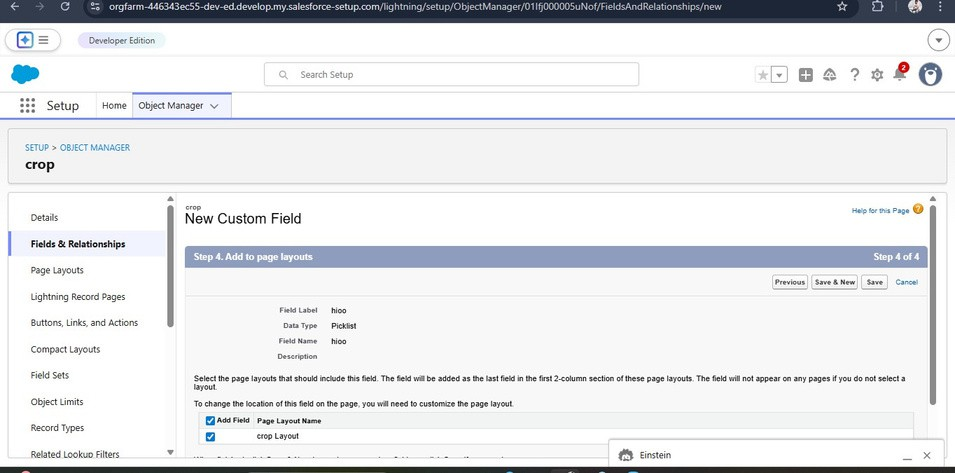 orgfarm-446343ec55-dev-ed.develop.my.salesforce-setup.com/lightning/setup/ObjectManager/01Ifj000005uNof/FieldsAndRelationships/new
Developer Edition
Search Setup
2
Setup
Home
Object Manager
SETUP > OBJECT MANAGER
crop
Details
Fields & Relationships
Page Layouts
Lightning Record Pages
Buttons, Links, and Actions
Compact Layouts
Field Sets
Object Limits
Record Types
Related Lookup Filters
crop
New Custom Field
Help for this Page
Step 4. Add to page layouts
Step 4 of 4
Previous
Save & New
Save
Cancel
Field Label hioo
Data Type Picklist
Field Name hioo
Description
Select the page layouts that should include this field. The field will be added as the last field in the first 2-column section of these page layouts. The field will not appear on any pages if you do not select a
layout.
To change the location of this field on the page, you will need to customize the page layout.
Add Field Page Layout Name
crop Layout
Einstein